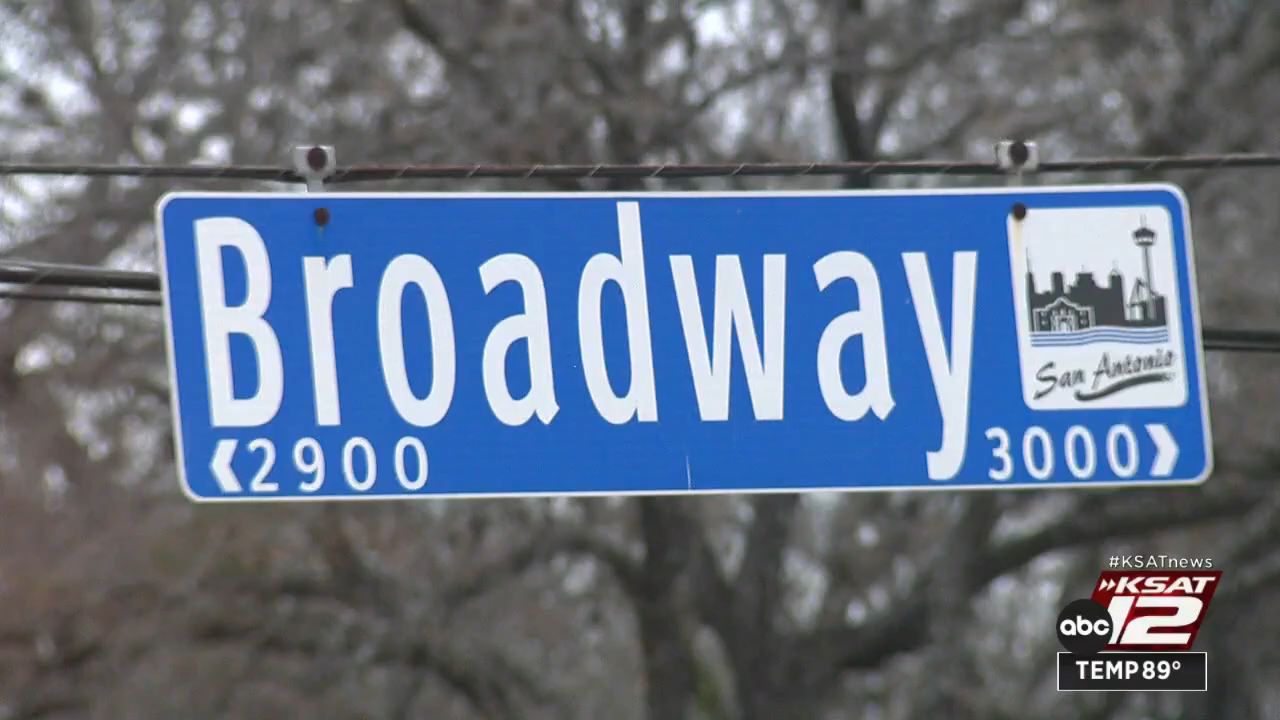 Broadway
San Antonio
2900
3000
#KSATnews
KSAT
abc 12
TEMP 89°